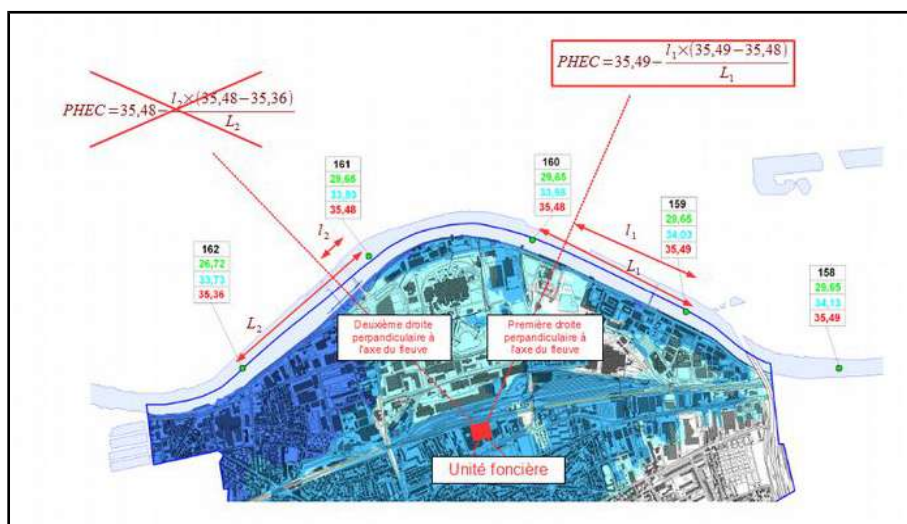 PHEC=35,49−l₁×(35,49−35,48)/L₁
PHEC=35,48−l₂×(35,48−35,36)/L₂
161
29,65
33,93
35,48
160
29,65
33,98
35,48
159
29,65
34,03
35,49
l₂
l₁
162
26,72
33,73
35,36
L₁
158
29,65
34,13
35,49
L₂
Deuxième droite
perpandiculaire à
l'axe du fleuve
Première droite
perpandiculaire à
l'axe du fleuve
Unité foncière